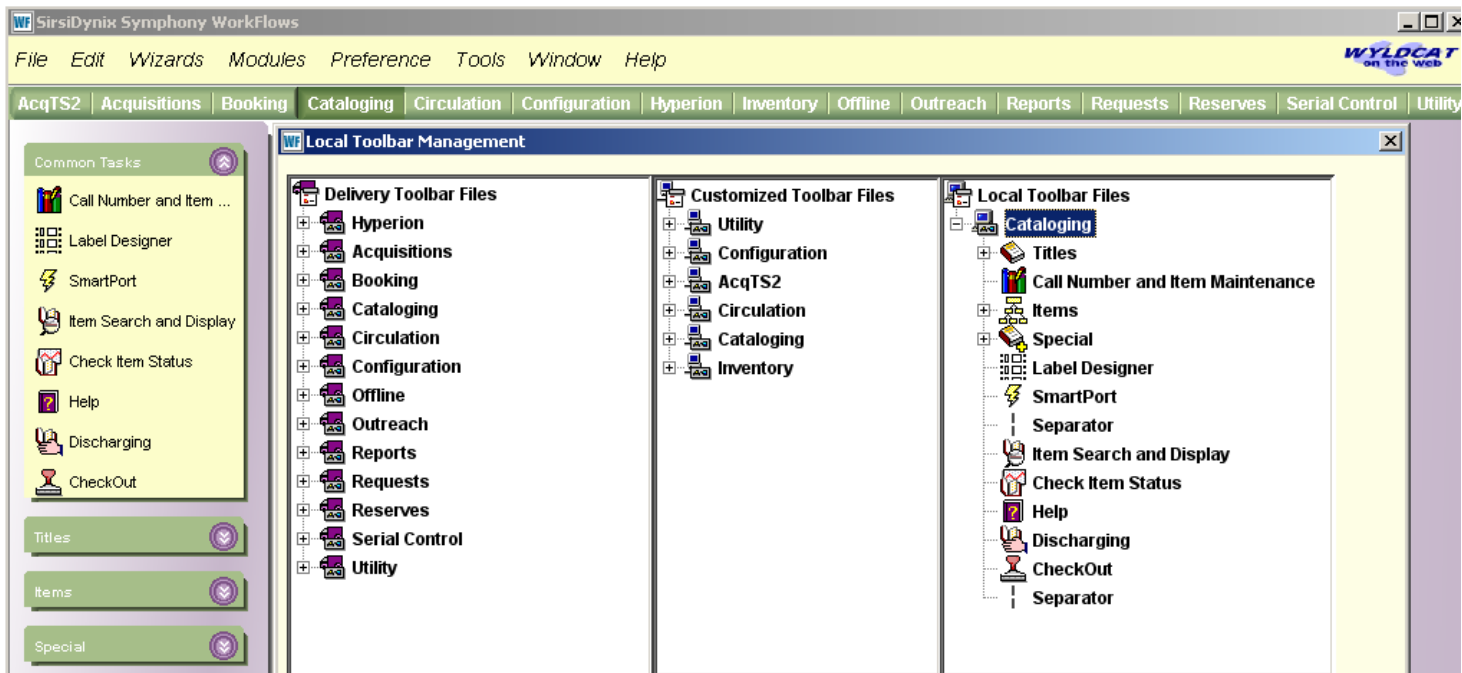 WF SirsiDynix Symphony WorkFlows
File Edit Wizards Modules Preference Tools Window Help
WYLDCAT
on the web
AcqTS2 Acquisitions Booking Cataloging Circulation Configuration Hyperion Inventory Offline Outreach Reports Requests Reserves Serial Control Utility
Common Tasks
Call Number and Item ...
Label Designer
SmartPort
Item Search and Display
Check Item Status
Help
Discharging
CheckOut
Titles
Items
Special
WF Local Toolbar Management
Delivery Toolbar Files
Hyperion
Acquisitions
Booking
Cataloging
Circulation
Configuration
Offline
Outreach
Reports
Requests
Reserves
Serial Control
Utility
Customized Toolbar Files
Utility
Configuration
AcqTS2
Circulation
Cataloging
Inventory
Local Toolbar Files
Cataloging
Titles
Call Number and Item Maintenance
Items
Special
Label Designer
SmartPort
Separator
Item Search and Display
Check Item Status
Help
Discharging
CheckOut
Separator